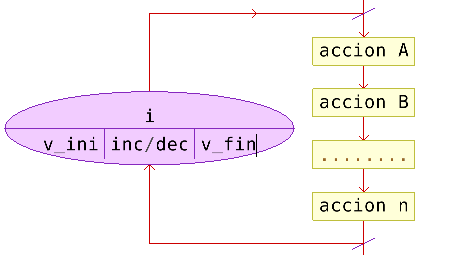 i
v_ini inc/dec v_fin
accion A
accion B
........
accion n